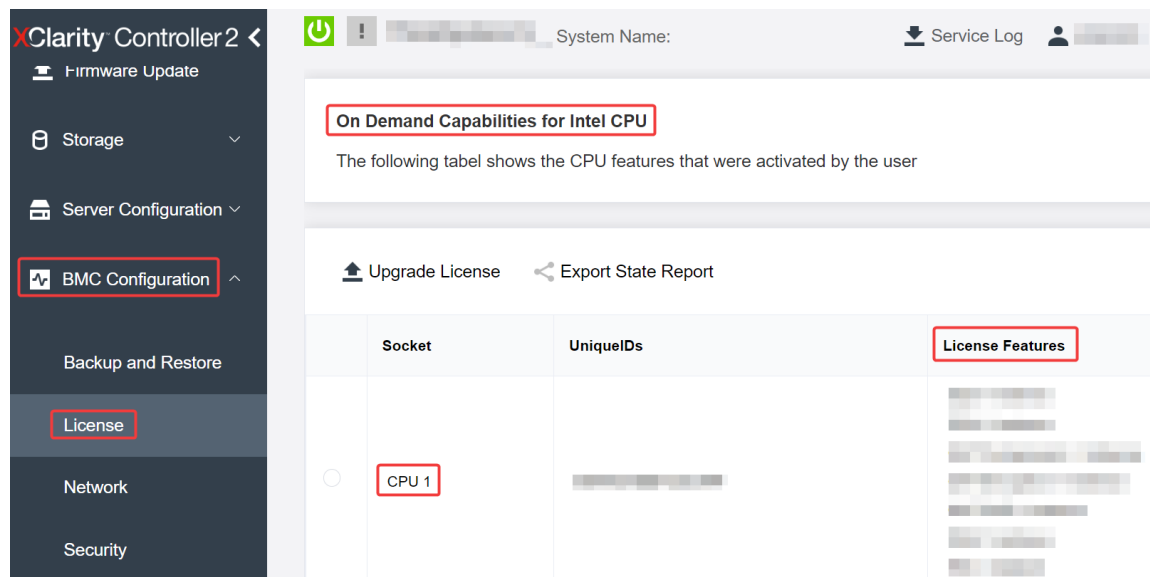 XClarity Controller 2
Firmware Update
Storage
Server Configuration
BMC Configuration
Backup and Restore
License
Network
Security
System Name:
Service Log
On Demand Capabilities for Intel CPU
The following tabel shows the CPU features that were activated by the user
Upgrade License
Export State Report
Socket
UniqueIDs
License Features
CPU 1